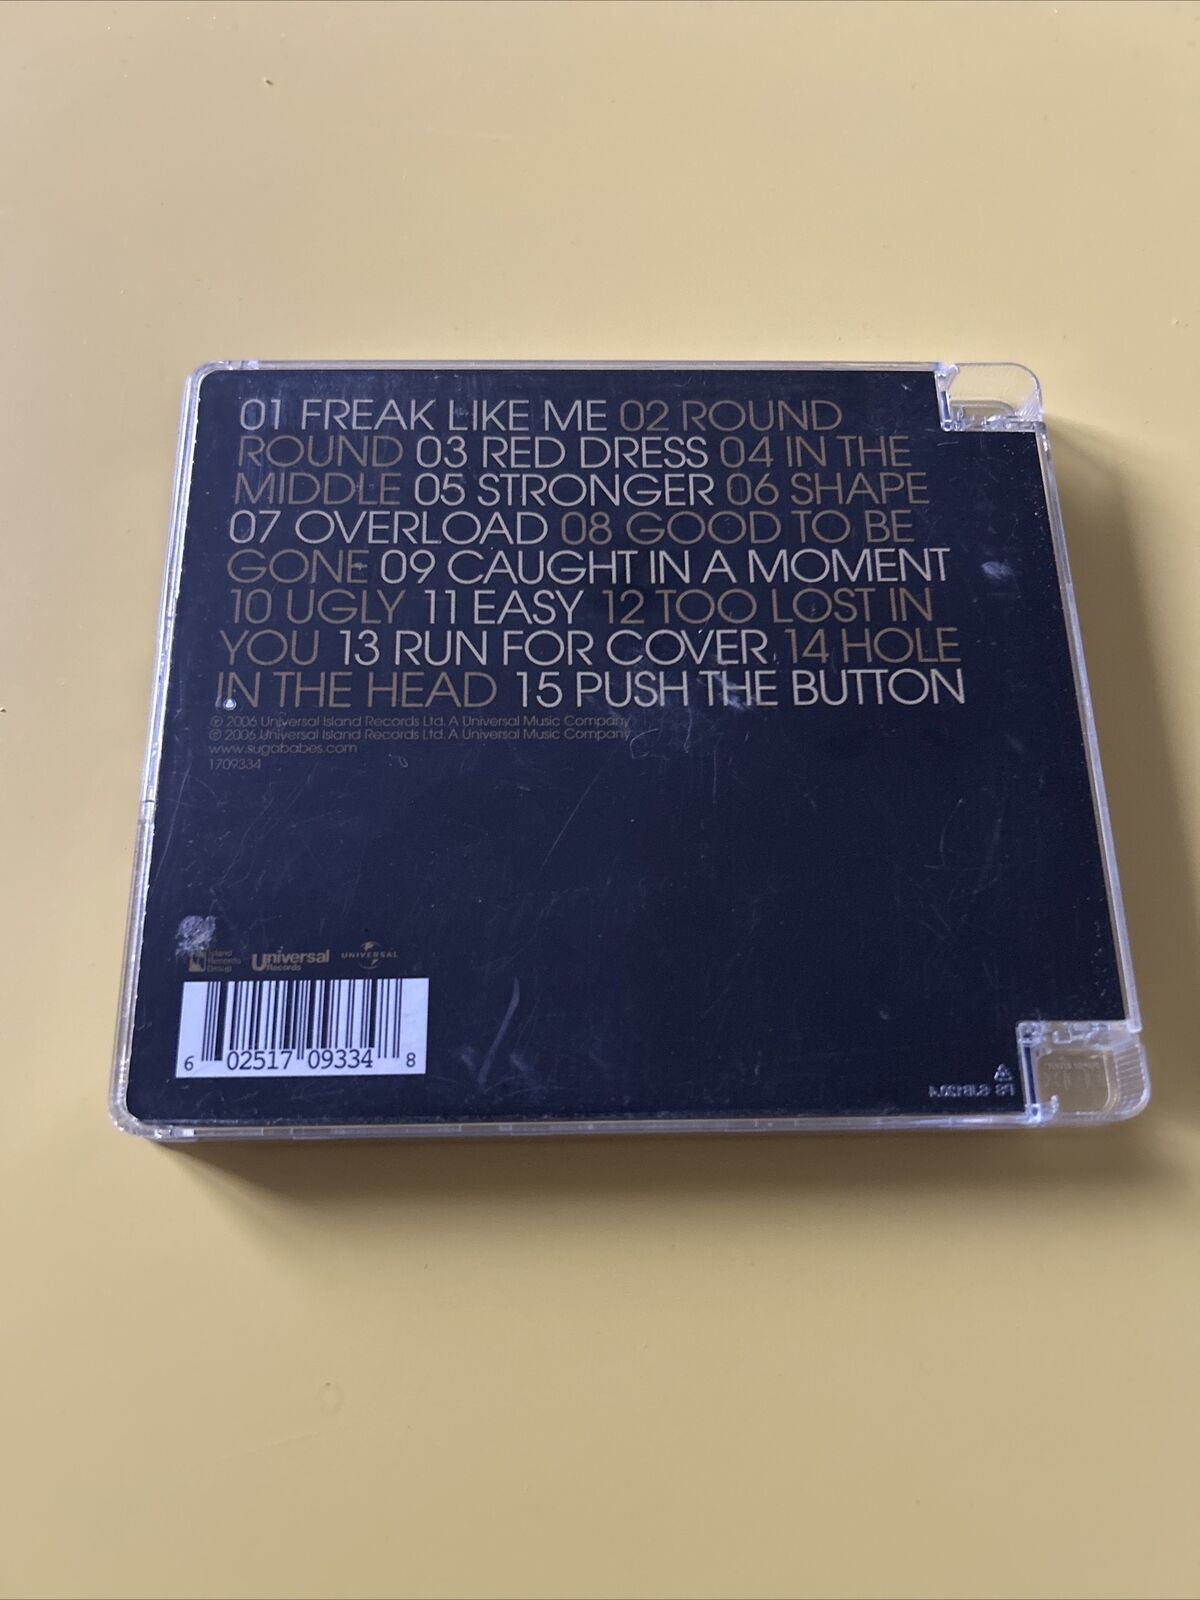 01 FREAK LIKE ME 02 ROUND
ROUND 03 RED DRESS 04 IN THE
MIDDLE 05 STRONGER 06 SHAPE
07 OVERLOAD 08 GOOD TO BE
GONE 09 CAUGHT IN A MOMENT
10 UGLY 11 EASY 12 TOO LOST IN
YOU 13 RUN FOR COVER 14 HOLE
IN THE HEAD 15 PUSH THE BUTTON
℗ 2006 Universal Island Records Ltd. A Universal Music Company
© 2006 Universal Island Records Ltd. A Universal Music Company
www.sugababes.com
1709334
Island
Records
Group
Universal
Records
UNIVERSAL
6 02517 09334 8